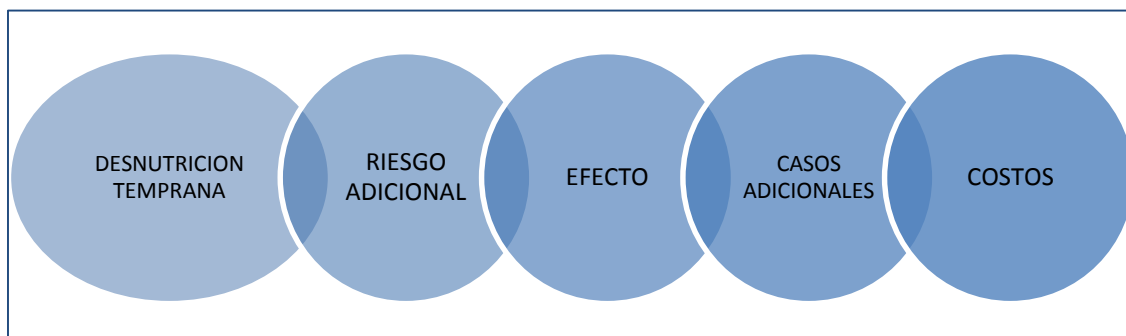 DESNUTRICION
TEMPRANA
RIESGO
ADICIONAL
EFECTO
CASOS
ADICIONALES
COSTOS